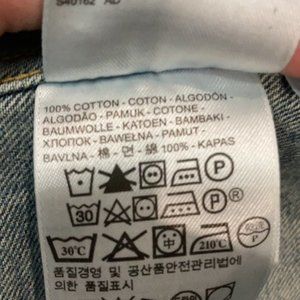 S40162 AD
100% COTTON - COTON - ALGODÓN -
ALGODÃO - PAMUK - COTONE -
BAUMWOLLE - KATOEN - BAMBAKI -
ХЛОПОК - BAWEŁNA - PAMUT -
BAVLNA - 棉 - 면 - 綿 100% - KAPAS
P
30 P ®
30°C 中 210°C P
품질경영 및 공산품안전관리법에
의한 품질표시